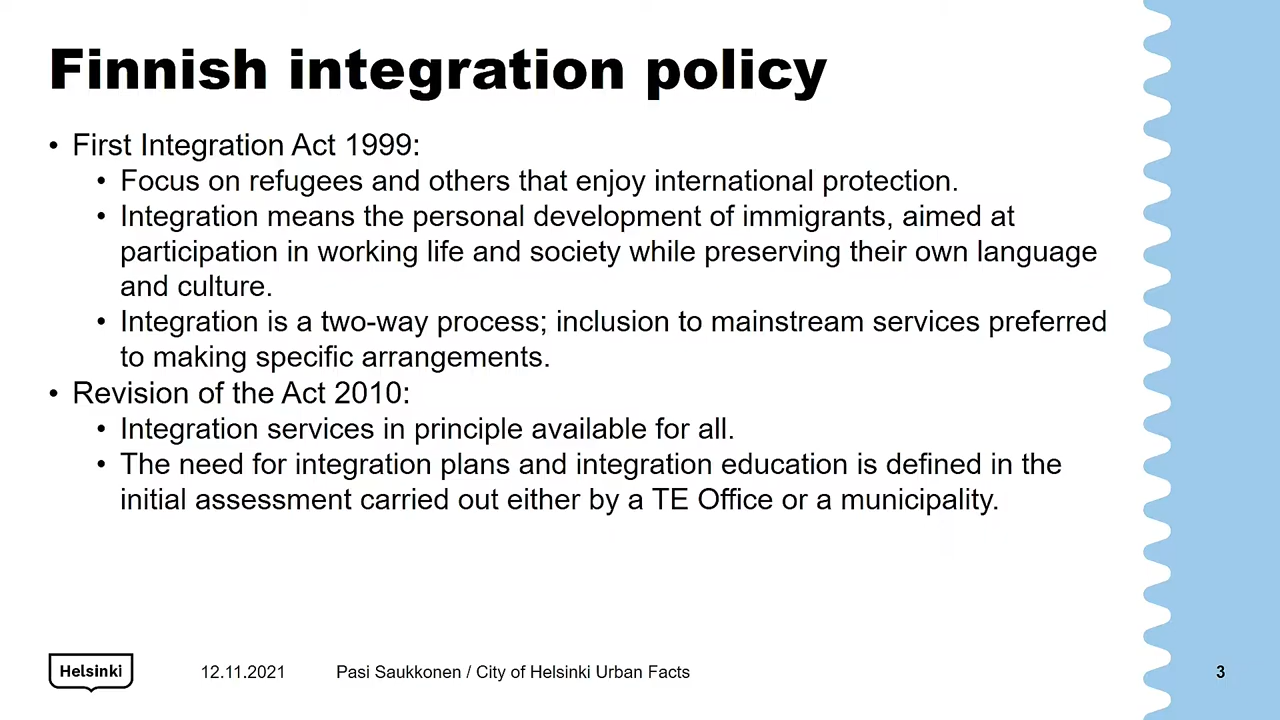 Finnish integration policy
• First Integration Act 1999:
• Focus on refugees and others that enjoy international protection.
• Integration means the personal development of immigrants, aimed at
participation in working life and society while preserving their own language
and culture.
• Integration is a two-way process; inclusion to mainstream services preferred
to making specific arrangements.
• Revision of the Act 2010:
• Integration services in principle available for all.
• The need for integration plans and integration education is defined in the
initial assessment carried out either by a TE Office or a municipality.
Helsinki
12.11.2021
Pasi Saukkonen / City of Helsinki Urban Facts
3